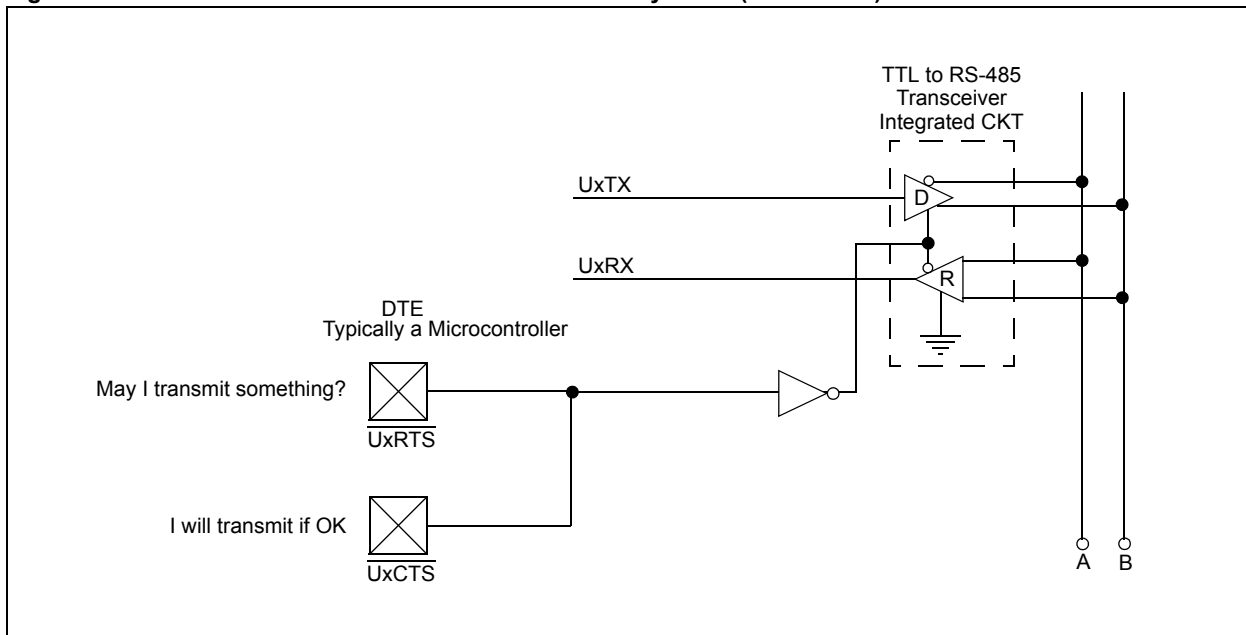 TTL to RS-485
Transceiver
Integrated CKT
UxTX
D
UxRX
R
DTE
Typically a Microcontroller
May I transmit something?
UxRTS
I will transmit if OK
UxCTS
A B